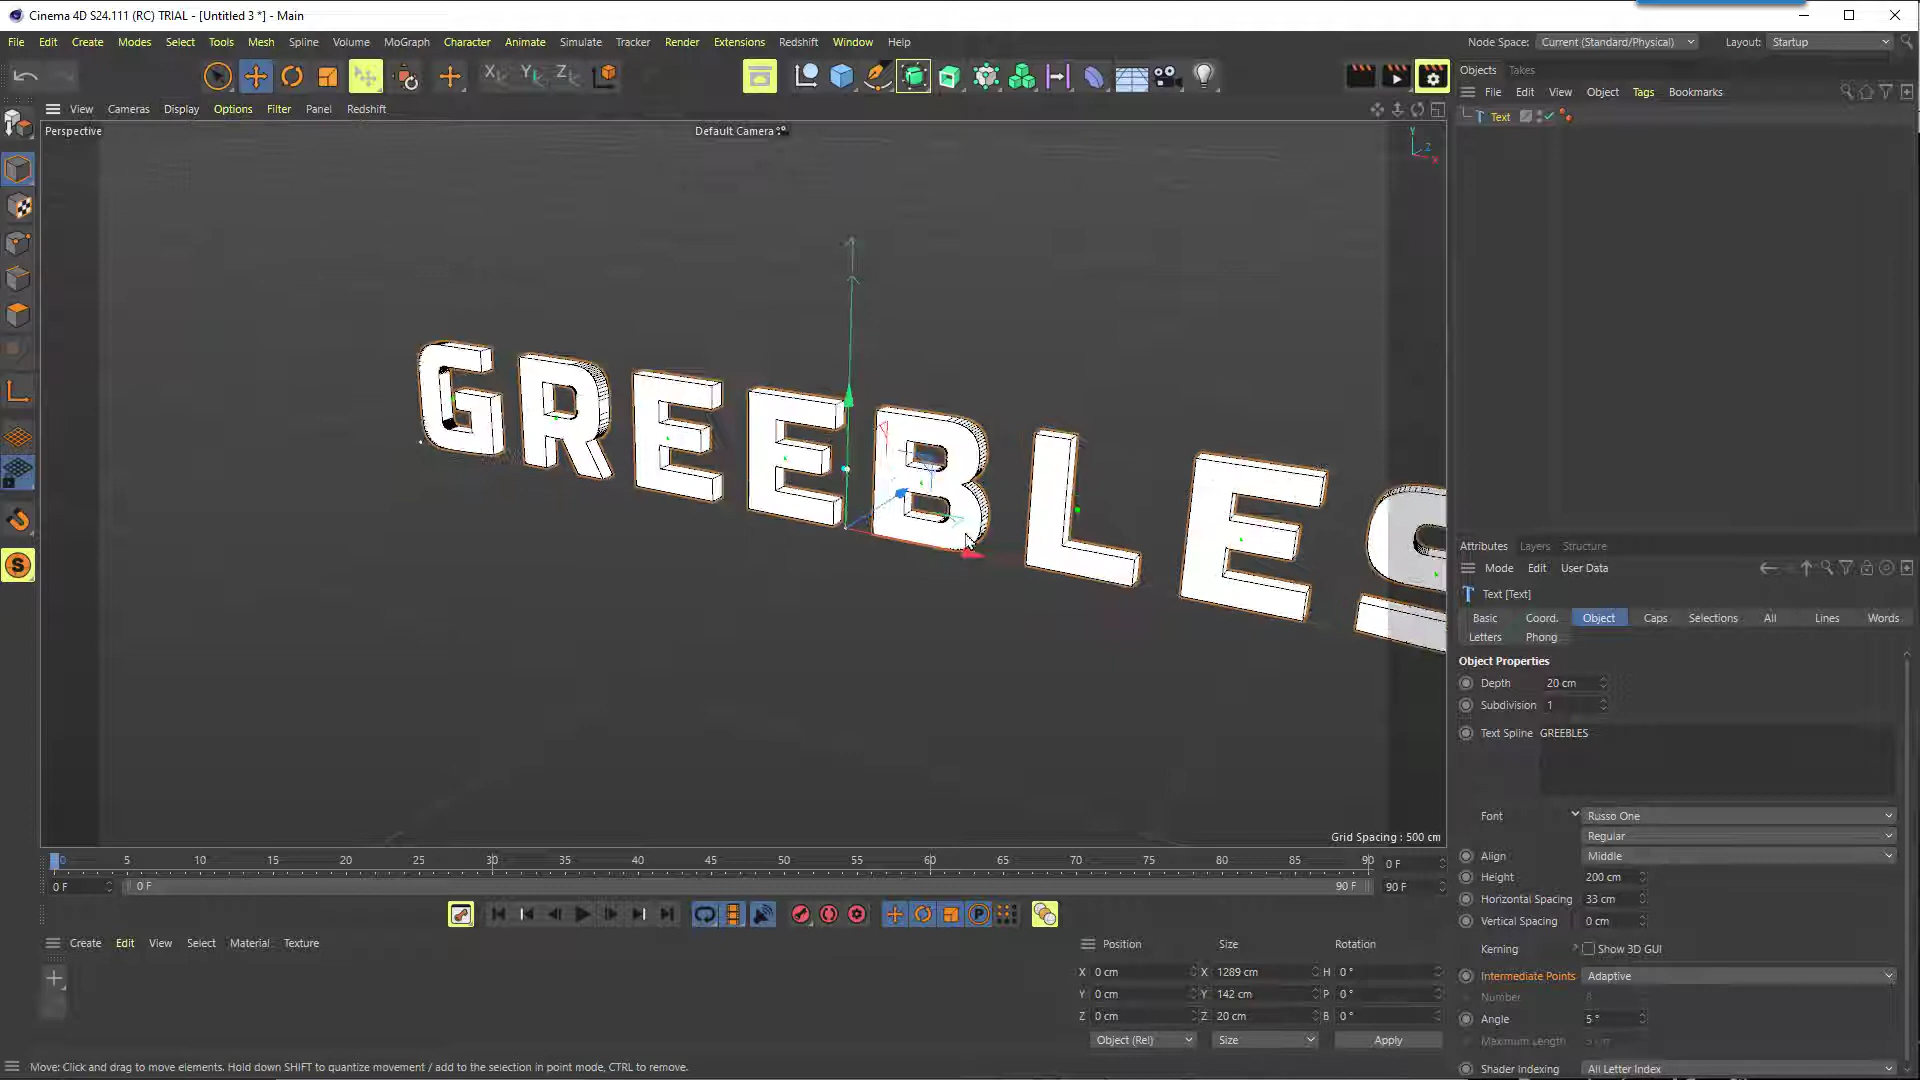 Cinema 4D S24.111 (RC) TRIAL - [Untitled 3 *] - Main
File Edit Create Modes Select Tools Mesh Spline Volume MoGraph Character Animate Simulate Tracker Render Extensions Redshift Window Help
Node Space: Current (Standard/Physical) Layout: Startup
X Y Z
Objects Takes
File Edit View Object Tags Bookmarks
View Cameras Display Options Filter Panel Redshift
Text
Perspective
Default Camera
Y
Z
X
GREEBLES
Grid Spacing : 500 cm
Attributes Layers Structure
Mode Edit User Data
Text [Text]
Basic Coord. Object Caps Selections All Lines Words
Letters Phong
Object Properties
Depth 20 cm
Subdivision 1
Text Spline GREEBLES
Font Russo One
Regular
Align Middle
Height 200 cm
Horizontal Spacing 33 cm
Vertical Spacing 0 cm
Kerning Show 3D GUI
Intermediate Points Adaptive
Number 8
Angle 5 °
Maximum Length 5 cm
Shader Indexing All Letter Index
0 5 10 15 20 25 30 35 40 45 50 55 60 65 70 75 80 85 90
0 F
0 F 0 F 90 F 90 F
P
S
Create Edit View Select Material Texture
Position Size Rotation
X 0 cm X 1289 cm H 0 °
Y 0 cm Y 142 cm P 0 °
Z 0 cm Z 20 cm B 0 °
Object (Rel) Size Apply
Move: Click and drag to move elements. Hold down SHIFT to quantize movement / add to the selection in point mode, CTRL to remove.